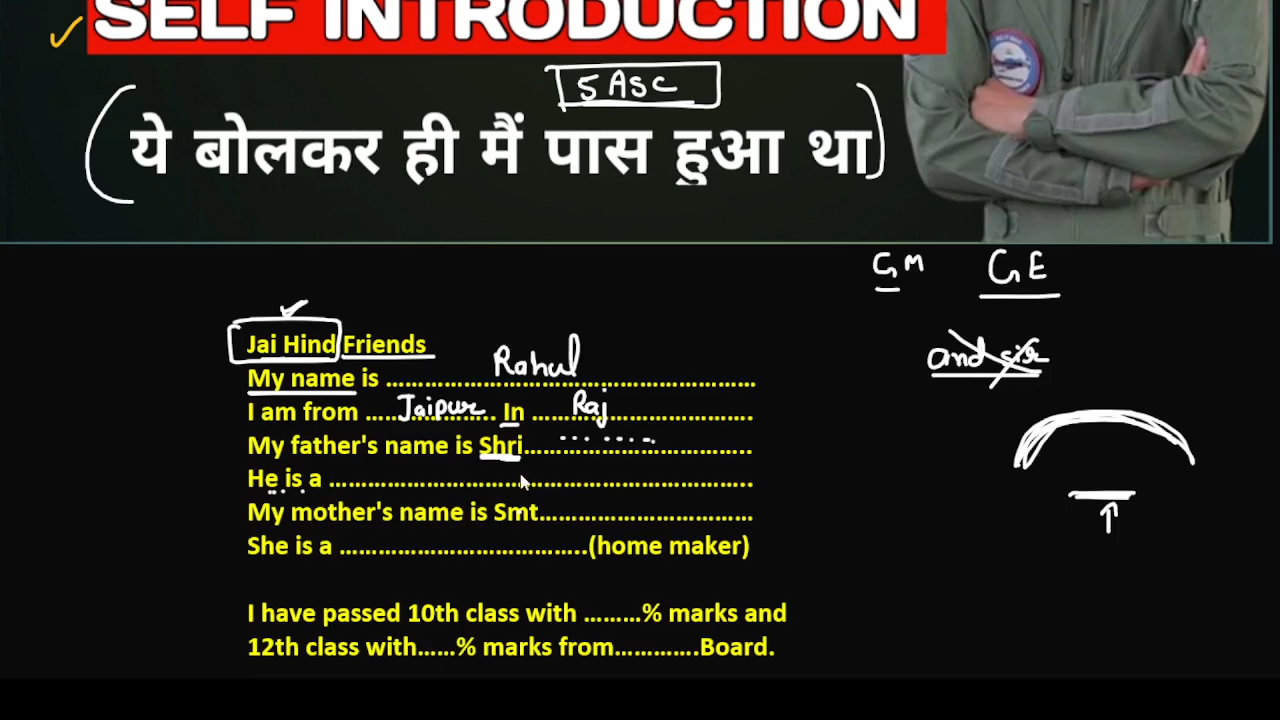 SELF INTRODUCTION
5 ASC
ये बोलकर ही मैं पास हुआ था
GM GE
Jai Hind Friends
and sir
My name is ……Rahul……
I am from ……Jaipur…… In ……Raj……
My father's name is Shri……………………..
He is a ………………………………………..
My mother's name is Smt……………………
She is a ……………………………..(home maker)
I have passed 10th class with ………% marks and
12th class with……% marks from………….Board.